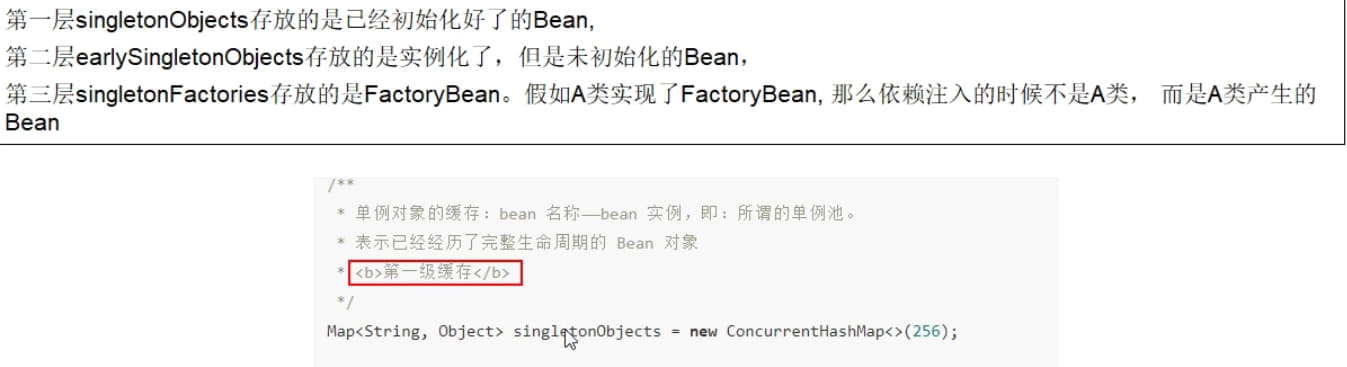 第一层singletonObjects存放的是已经初始化好了的Bean,
第二层earlySingletonObjects存放的是实例化了，但是未初始化的Bean，
第三层singletonFactories存放的是FactoryBean。假如A类实现了FactoryBean, 那么依赖注入的时候不是A类， 而是A类产生的
Bean
/**
* 单例对象的缓存：bean 名称——bean 实例，即：所谓的单例池。
* 表示已经经历了完整生命周期的 Bean 对象
* <b>第一级缓存</b>
*/
Map<String, Object> singletonObjects = new ConcurrentHashMap<>(256);